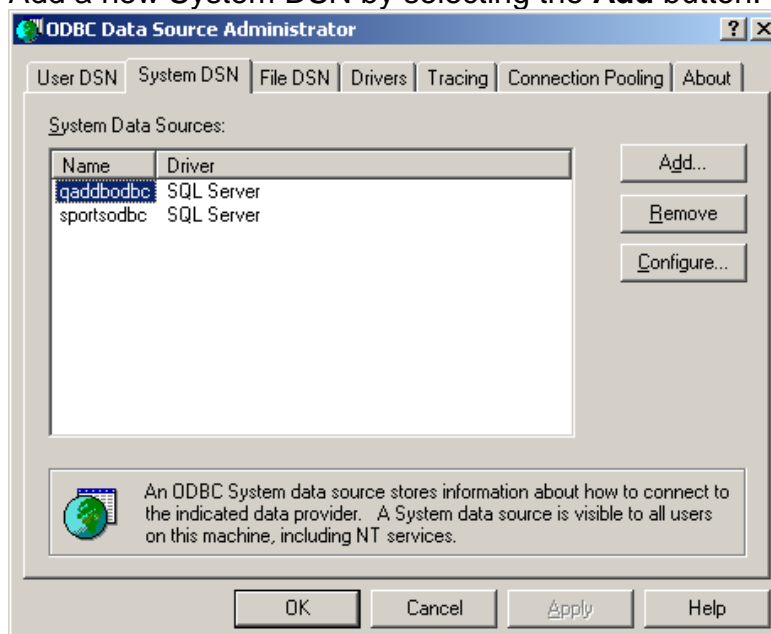 Add a new System DSN by selecting the Add button.
ODBC Data Source Administrator
User DSN System DSN File DSN Drivers Tracing Connection Pooling About
System Data Sources:
Name Driver
qaddbodbc SQL Server
sportsodbc SQL Server
Add...
Remove
Configure...
An ODBC System data source stores information about how to connect to
the indicated data provider. A System data source is visible to all users
on this machine, including NT services.
OK Cancel Apply Help